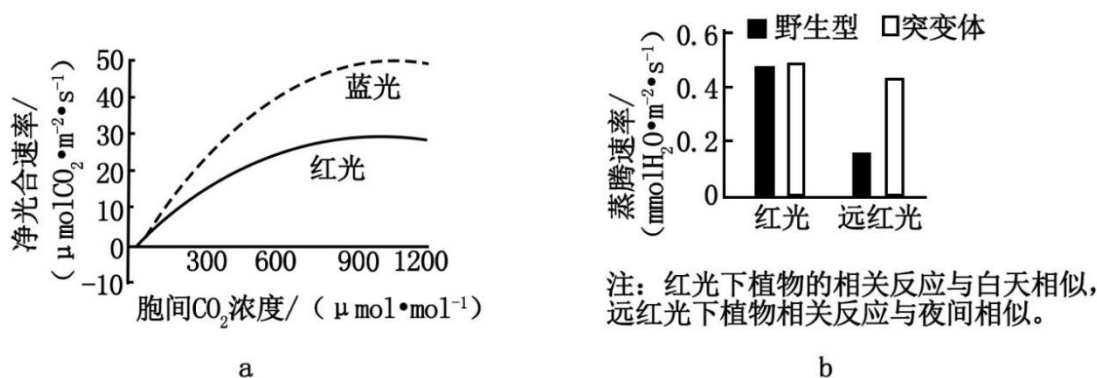 50
40
30
20
10
0
-10
净光合速率/
(μmolCO₂•m⁻²•s⁻¹)
蓝光
红光
300 600 900 1200
胞间CO₂浓度/(μmol•mol⁻¹)
a
■野生型 □突变体
0.6
0.4
0.2
0
蒸腾速率/
(mmolH₂O•m⁻²•s⁻¹)
红光 远红光
注：红光下植物的相关反应与白天相似，
远红光下植物相关反应与夜间相似。
b